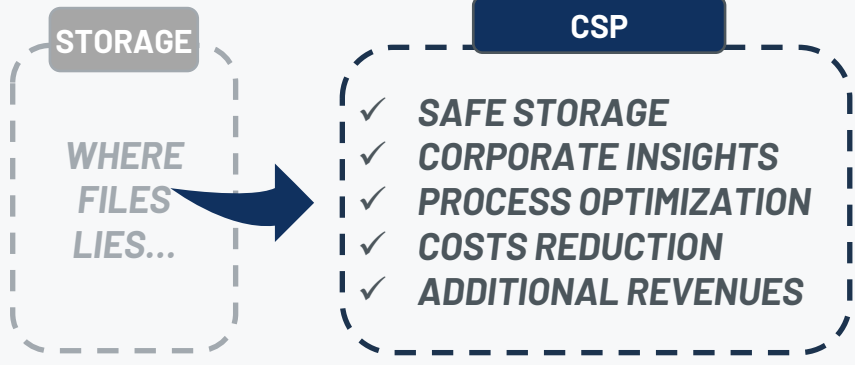 STORAGE
WHERE
FILES
LIES...
CSP
✓ SAFE STORAGE
✓ CORPORATE INSIGHTS
✓ PROCESS OPTIMIZATION
✓ COSTS REDUCTION
✓ ADDITIONAL REVENUES